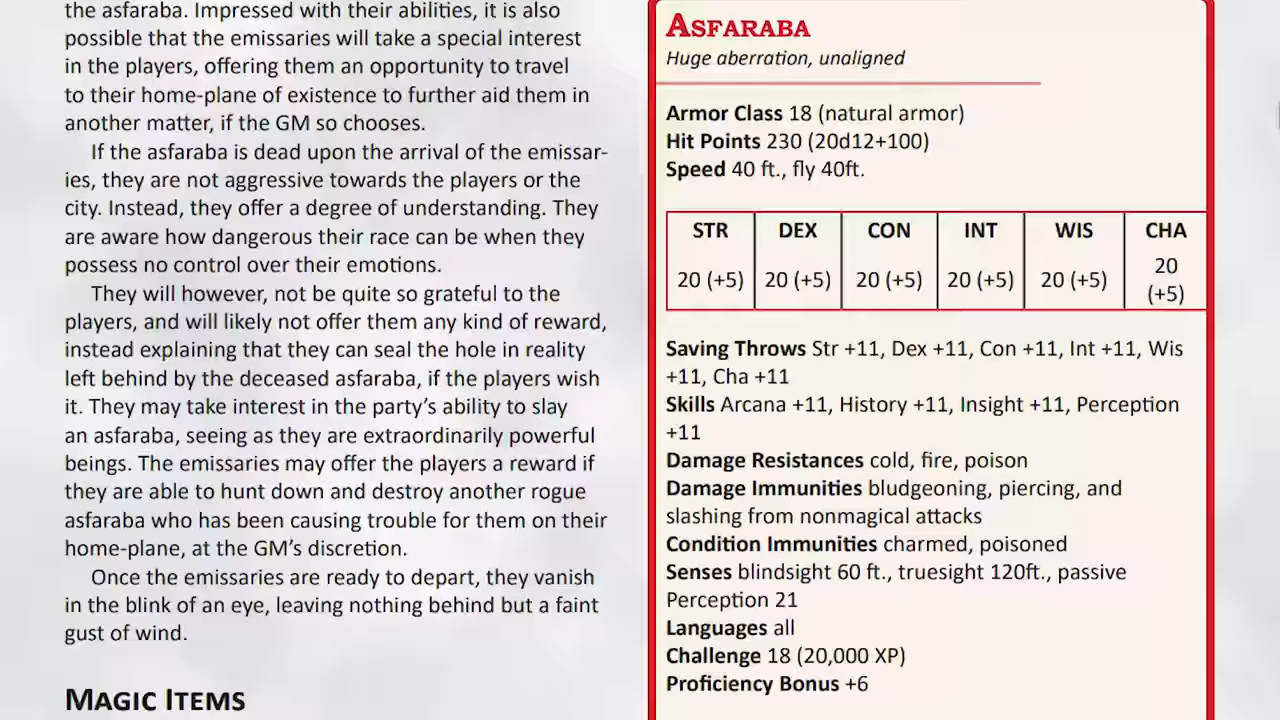 the asfaraba. Impressed with their abilities, it is also
possible that the emissaries will take a special interest
in the players, offering them an opportunity to travel
to their home-plane of existence to further aid them in
another matter, if the GM so chooses.
If the asfaraba is dead upon the arrival of the emissar-
ies, they are not aggressive towards the players or the
city. Instead, they offer a degree of understanding. They
are aware how dangerous their race can be when they
possess no control over their emotions.
They will however, not be quite so grateful to the
players, and will likely not offer them any kind of reward,
instead explaining that they can seal the hole in reality
left behind by the deceased asfaraba, if the players wish
it. They may take interest in the party’s ability to slay
an asfaraba, seeing as they are extraordinarily powerful
beings. The emissaries may offer the players a reward if
they are able to hunt down and destroy another rogue
asfaraba who has been causing trouble for them on their
home-plane, at the GM’s discretion.
Once the emissaries are ready to depart, they vanish
in the blink of an eye, leaving nothing behind but a faint
gust of wind.
MAGIC ITEMS
ASFARABA
Huge aberration, unaligned
Armor Class 18 (natural armor)
Hit Points 230 (20d12+100)
Speed 40 ft., fly 40ft.
STR DEX CON INT WIS CHA
20 (+5) 20 (+5) 20 (+5) 20 (+5) 20 (+5) 20
(+5)
Saving Throws Str +11, Dex +11, Con +11, Int +11, Wis
+11, Cha +11
Skills Arcana +11, History +11, Insight +11, Perception
+11
Damage Resistances cold, fire, poison
Damage Immunities bludgeoning, piercing, and
slashing from nonmagical attacks
Condition Immunities charmed, poisoned
Senses blindsight 60 ft., truesight 120ft., passive
Perception 21
Languages all
Challenge 18 (20,000 XP)
Proficiency Bonus +6